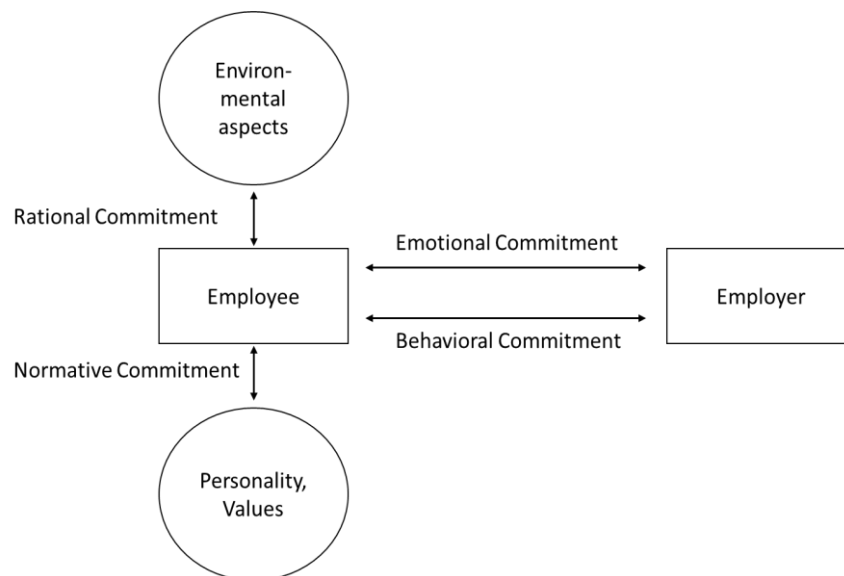 Environ-
mental
aspects
Rational Commitment
Emotional Commitment
Employee
Employer
Behavioral Commitment
Normative Commitment
Personality,
Values